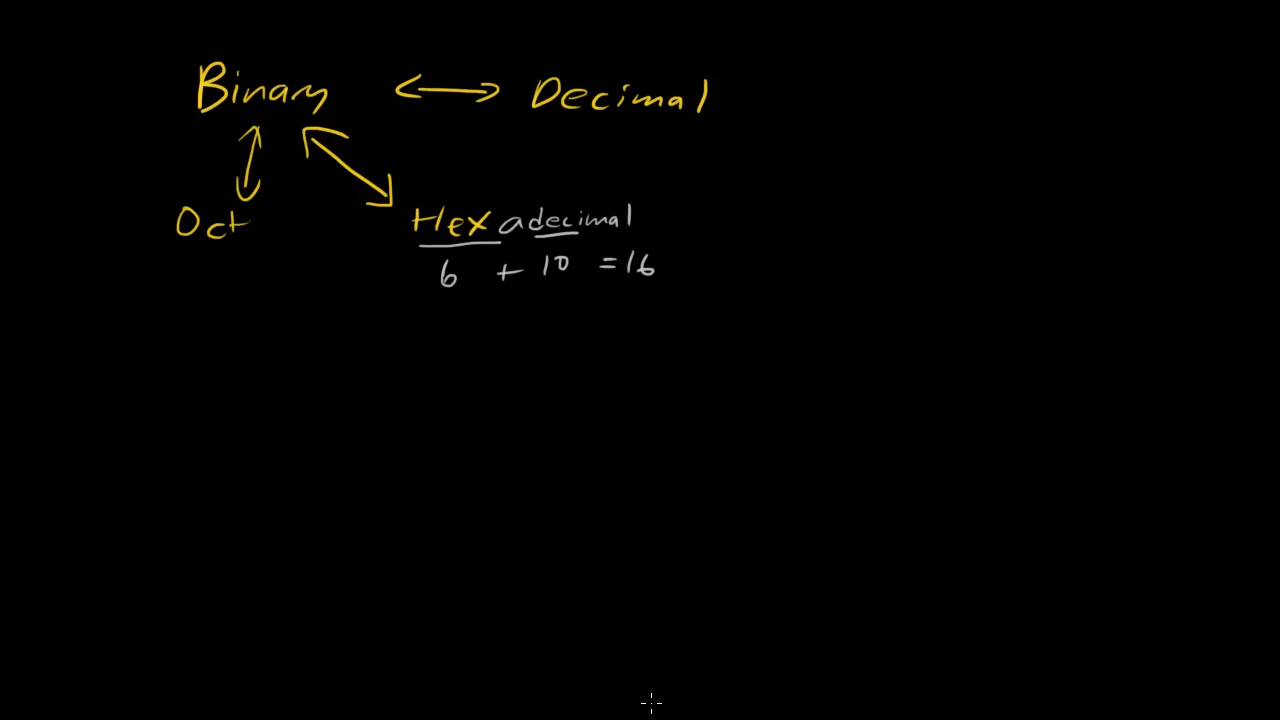 Binary <-> Decimal
Oct Hexadecimal
6 + 10 = 16